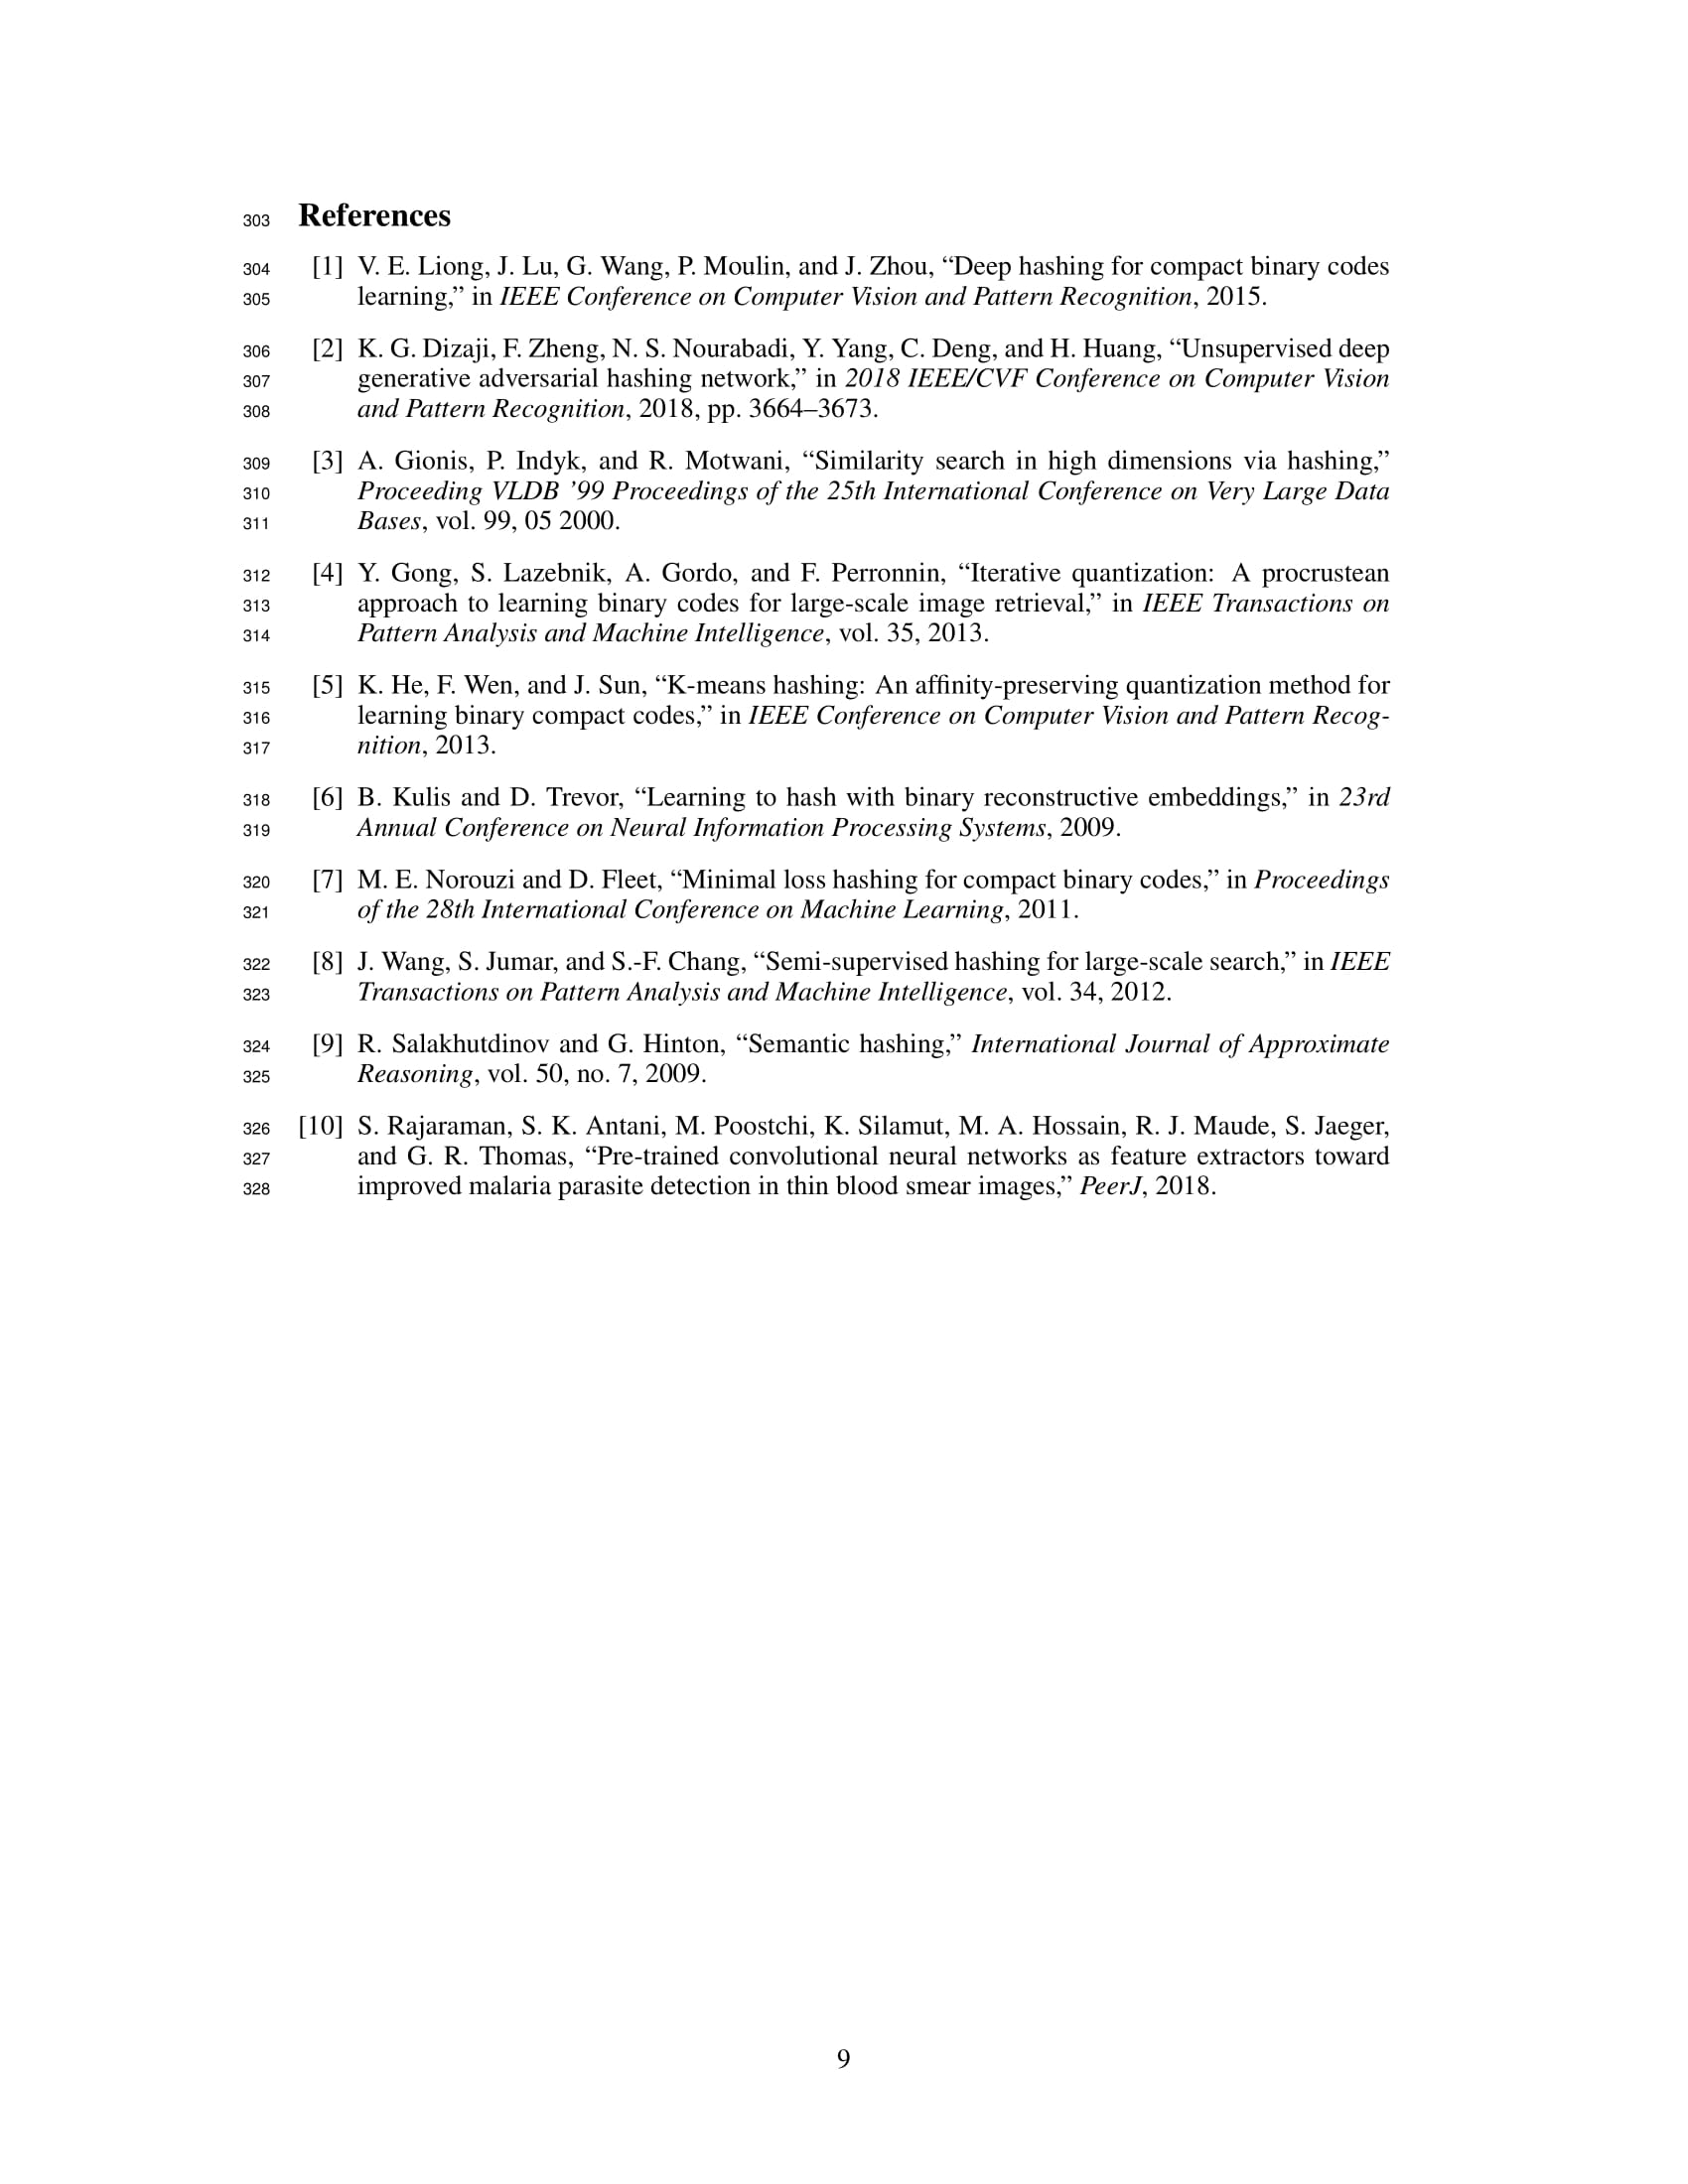 303 References
304 [1] V. E. Liong, J. Lu, G. Wang, P. Moulin, and J. Zhou, “Deep hashing for compact binary codes
305 learning,” in IEEE Conference on Computer Vision and Pattern Recognition, 2015.
306 [2] K. G. Dizaji, F. Zheng, N. S. Nourabadi, Y. Yang, C. Deng, and H. Huang, “Unsupervised deep
307 generative adversarial hashing network,” in 2018 IEEE/CVF Conference on Computer Vision
308 and Pattern Recognition, 2018, pp. 3664–3673.
309 [3] A. Gionis, P. Indyk, and R. Motwani, “Similarity search in high dimensions via hashing,”
310 Proceeding VLDB ’99 Proceedings of the 25th International Conference on Very Large Data
311 Bases, vol. 99, 05 2000.
312 [4] Y. Gong, S. Lazebnik, A. Gordo, and F. Perronnin, “Iterative quantization: A procrustean
313 approach to learning binary codes for large-scale image retrieval,” in IEEE Transactions on
314 Pattern Analysis and Machine Intelligence, vol. 35, 2013.
315 [5] K. He, F. Wen, and J. Sun, “K-means hashing: An affinity-preserving quantization method for
316 learning binary compact codes,” in IEEE Conference on Computer Vision and Pattern Recog-
317 nition, 2013.
318 [6] B. Kulis and D. Trevor, “Learning to hash with binary reconstructive embeddings,” in 23rd
319 Annual Conference on Neural Information Processing Systems, 2009.
320 [7] M. E. Norouzi and D. Fleet, “Minimal loss hashing for compact binary codes,” in Proceedings
321 of the 28th International Conference on Machine Learning, 2011.
322 [8] J. Wang, S. Jumar, and S.-F. Chang, “Semi-supervised hashing for large-scale search,” in IEEE
323 Transactions on Pattern Analysis and Machine Intelligence, vol. 34, 2012.
324 [9] R. Salakhutdinov and G. Hinton, “Semantic hashing,” International Journal of Approximate
325 Reasoning, vol. 50, no. 7, 2009.
326 [10] S. Rajaraman, S. K. Antani, M. Poostchi, K. Silamut, M. A. Hossain, R. J. Maude, S. Jaeger,
327 and G. R. Thomas, “Pre-trained convolutional neural networks as feature extractors toward
328 improved malaria parasite detection in thin blood smear images,” PeerJ, 2018.
9